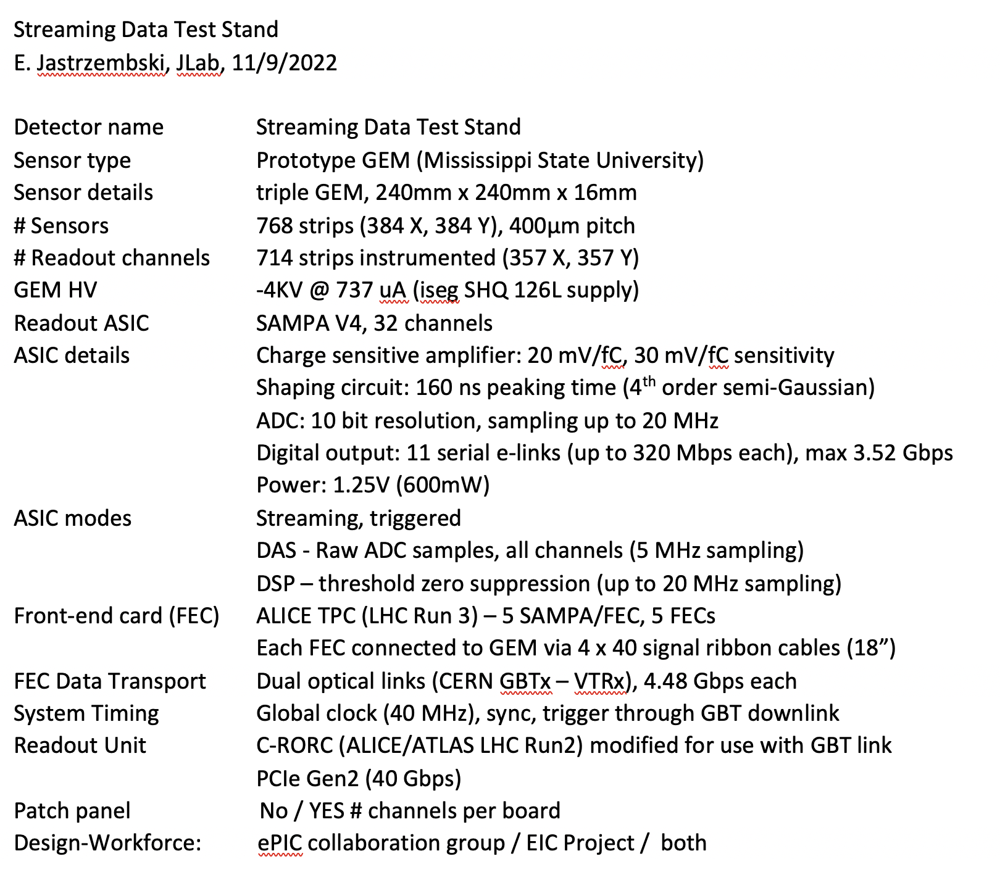 Streaming Data Test Stand
E. Jastrzembski, JLab, 11/9/2022
Detector name Streaming Data Test Stand
Sensor type Prototype GEM (Mississippi State University)
Sensor details triple GEM, 240mm x 240mm x 16mm
# Sensors 768 strips (384 X, 384 Y), 400μm pitch
# Readout channels 714 strips instrumented (357 X, 357 Y)
GEM HV -4KV @ 737 uA (iseg SHQ 126L supply)
Readout ASIC SAMPA V4, 32 channels
ASIC details Charge sensitive amplifier: 20 mV/fC, 30 mV/fC sensitivity
Shaping circuit: 160 ns peaking time (4th order semi-Gaussian)
ADC: 10 bit resolution, sampling up to 20 MHz
Digital output: 11 serial e-links (up to 320 Mbps each), max 3.52 Gbps
Power: 1.25V (600mW)
ASIC modes Streaming, triggered
DAS - Raw ADC samples, all channels (5 MHz sampling)
DSP – threshold zero suppression (up to 20 MHz sampling)
Front-end card (FEC) ALICE TPC (LHC Run 3) – 5 SAMPA/FEC, 5 FECs
Each FEC connected to GEM via 4 x 40 signal ribbon cables (18”)
FEC Data Transport Dual optical links (CERN GBTx – VTRx), 4.48 Gbps each
System Timing Global clock (40 MHz), sync, trigger through GBT downlink
Readout Unit C-RORC (ALICE/ATLAS LHC Run2) modified for use with GBT link
PCIe Gen2 (40 Gbps)
Patch panel No / YES # channels per board
Design-Workforce: ePIC collaboration group / EIC Project / both